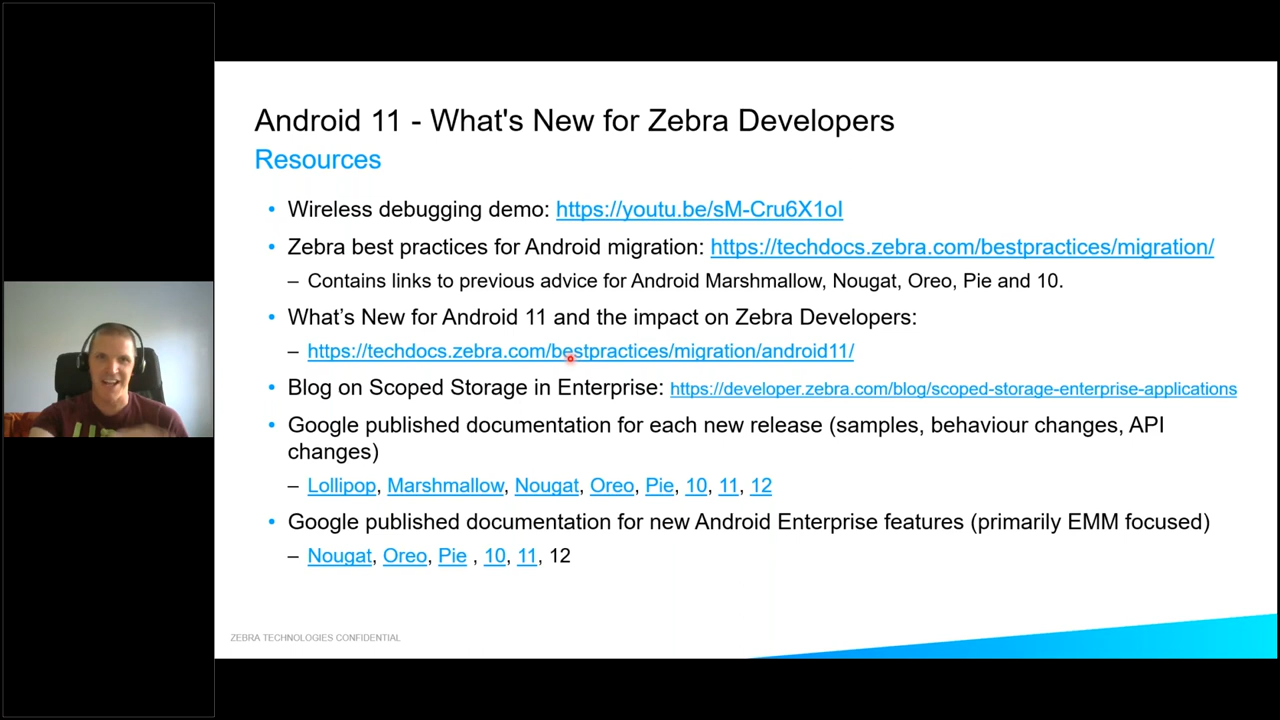 Android 11 - What's New for Zebra Developers
Resources
• Wireless debugging demo: https://youtu.be/sM-Cru6X1oI
• Zebra best practices for Android migration: https://techdocs.zebra.com/bestpractices/migration/
– Contains links to previous advice for Android Marshmallow, Nougat, Oreo, Pie and 10.
• What’s New for Android 11 and the impact on Zebra Developers:
– https://techdocs.zebra.com/bestpractices/migration/android11/
• Blog on Scoped Storage in Enterprise: https://developer.zebra.com/blog/scoped-storage-enterprise-applications
• Google published documentation for each new release (samples, behaviour changes, API
changes)
– Lollipop, Marshmallow, Nougat, Oreo, Pie, 10, 11, 12
• Google published documentation for new Android Enterprise features (primarily EMM focused)
– Nougat, Oreo, Pie , 10, 11, 12
ZEBRA TECHNOLOGIES CONFIDENTIAL